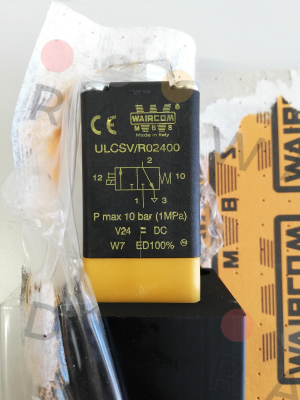 WAIRCOM
M B S
CE
Made in Italy
ULCSV/R02400
2
12
10
1 3
P max 10 bar (1MPa)
V24 = DC
W7 ED100%
WAIRCOM
M B S
WAIRCOM